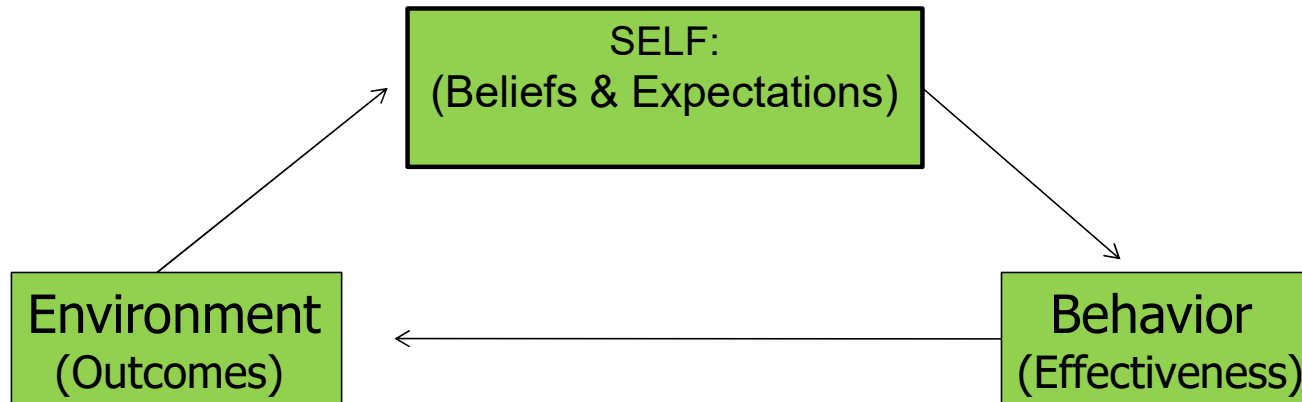 SELF:
(Beliefs & Expectations)
Environment
(Outcomes)
Behavior
(Effectiveness)